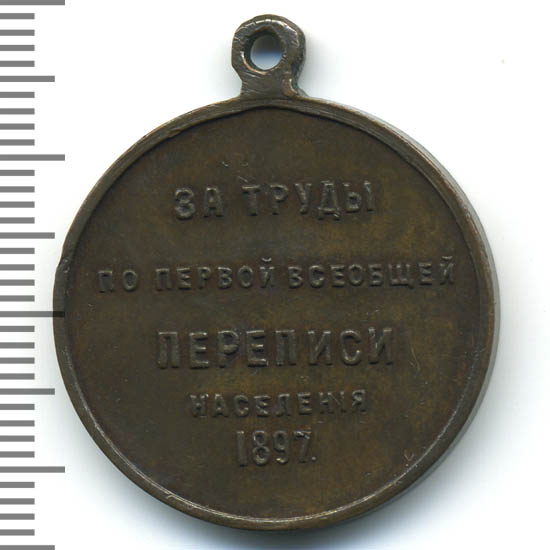 ЗА ТРУДЫ
ПО ПЕРВОЙ ВСЕОБЩЕЙ
ПЕРЕПИСИ
НАСЕЛЕНІЯ
1897.